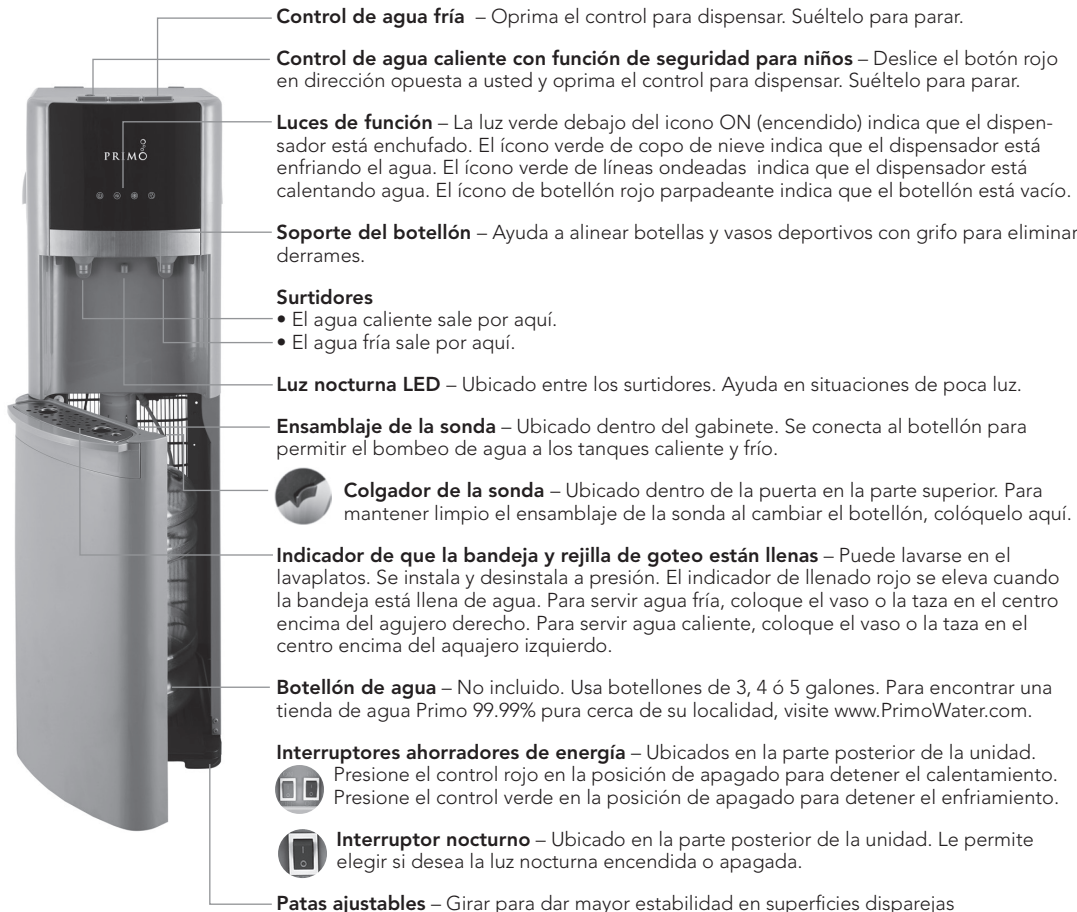 Control de agua fría – Oprima el control para dispensar. Suéltelo para parar.
Control de agua caliente con función de seguridad para niños – Deslice el botón rojo
en dirección opuesta a usted y oprima el control para dispensar. Suéltelo para parar.
Luces de función – La luz verde debajo del icono ON (encendido) indica que el dispen-
sador está enchufado. El ícono verde de copo de nieve indica que el dispensador está
enfriando el agua. El ícono verde de líneas ondeadas indica que el dispensador está
calentando agua. El ícono de botellón rojo parpadeante indica que el botellón está vacío.
PRIMO
Soporte del botellón – Ayuda a alinear botellas y vasos deportivos con grifo para eliminar
derrames.
Surtidores
• El agua caliente sale por aquí.
• El agua fría sale por aquí.
Luz nocturna LED – Ubicado entre los surtidores. Ayuda en situaciones de poca luz.
Ensamblaje de la sonda – Ubicado dentro del gabinete. Se conecta al botellón para
permitir el bombeo de agua a los tanques caliente y frío.
Colgador de la sonda – Ubicado dentro de la puerta en la parte superior. Para
mantener limpio el ensamblaje de la sonda al cambiar el botellón, colóquelo aquí.
Indicador de que la bandeja y rejilla de goteo están llenas – Puede lavarse en el
lavaplatos. Se instala y desinstala a presión. El indicador de llenado rojo se eleva cuando
la bandeja está llena de agua. Para servir agua fría, coloque el vaso o la taza en el centro
encima del agujero derecho. Para servir agua caliente, coloque el vaso o la taza en el
centro encima del aquajero izquierdo.
Botellón de agua – No incluido. Usa botellones de 3, 4 ó 5 galones. Para encontrar una
tienda de agua Primo 99.99% pura cerca de su localidad, visite www.PrimoWater.com.
Interruptores ahorradores de energía – Ubicados en la parte posterior de la unidad.
Presione el control rojo en la posición de apagado para detener el calentamiento.
Presione el control verde en la posición de apagado para detener el enfriamiento.
Interruptor nocturno – Ubicado en la parte posterior de la unidad. Le permite
elegir si desea la luz nocturna encendida o apagada.
Patas ajustables – Girar para dar mayor estabilidad en superficies disparejas